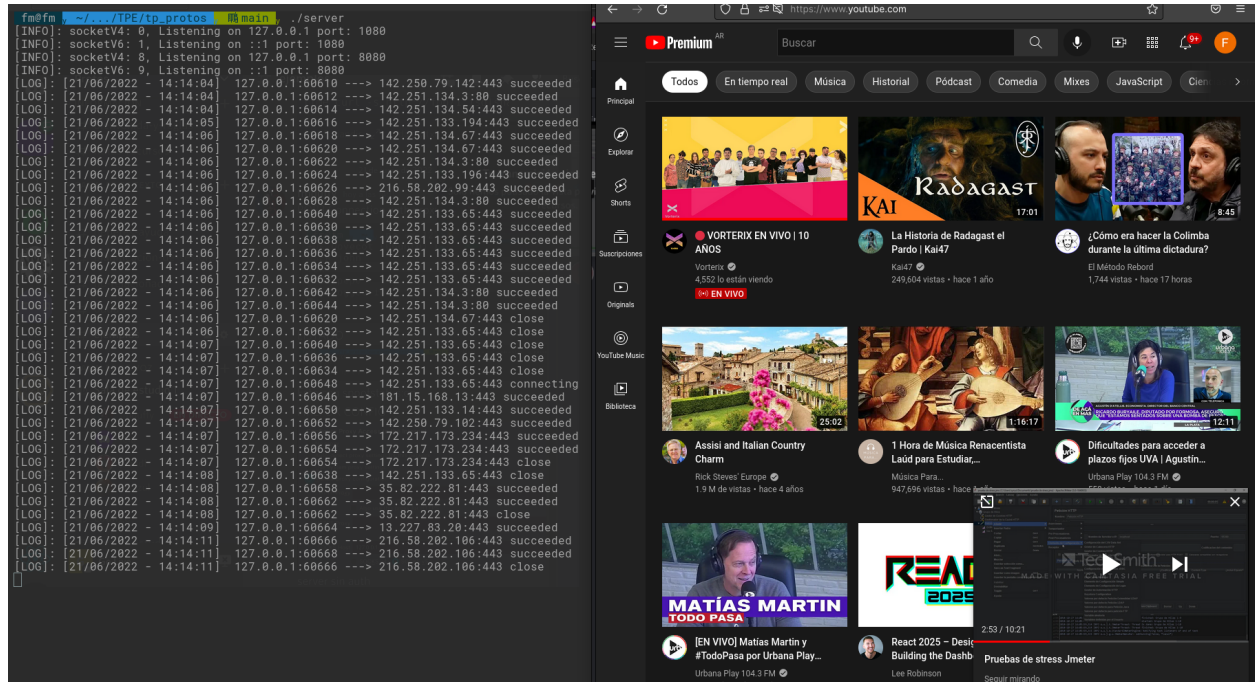 fm@fm ~/.../TPE/tp_protos main ./server
[INFO]: socketV4: 0, Listening on 127.0.0.1 port: 1080
[INFO]: socketV6: 1, Listening on ::1 port: 1080
[INFO]: socketV4: 8, Listening on 127.0.0.1 port: 8080
[INFO]: socketV6: 9, Listening on ::1 port: 8080
[LOG]: [21/06/2022 - 14:14:04] 127.0.0.1:60610 ---> 142.250.79.142:443 succeeded
[LOG]: [21/06/2022 - 14:14:04] 127.0.0.1:60612 ---> 142.251.134.3:80 succeeded
[LOG]: [21/06/2022 - 14:14:04] 127.0.0.1:60614 ---> 142.251.134.54:443 succeeded
[LOG]: [21/06/2022 - 14:14:05] 127.0.0.1:60616 ---> 142.251.133.194:443 succeeded
[LOG]: [21/06/2022 - 14:14:06] 127.0.0.1:60618 ---> 142.251.134.67:443 succeeded
[LOG]: [21/06/2022 - 14:14:06] 127.0.0.1:60620 ---> 142.251.134.67:443 succeeded
[LOG]: [21/06/2022 - 14:14:06] 127.0.0.1:60622 ---> 142.251.134.3:80 succeeded
[LOG]: [21/06/2022 - 14:14:06] 127.0.0.1:60624 ---> 142.251.133.196:443 succeeded
[LOG]: [21/06/2022 - 14:14:06] 127.0.0.1:60626 ---> 216.58.202.99:443 succeeded
[LOG]: [21/06/2022 - 14:14:06] 127.0.0.1:60628 ---> 142.251.134.3:80 succeeded
[LOG]: [21/06/2022 - 14:14:06] 127.0.0.1:60640 ---> 142.251.133.65:443 succeeded
[LOG]: [21/06/2022 - 14:14:06] 127.0.0.1:60630 ---> 142.251.133.65:443 succeeded
[LOG]: [21/06/2022 - 14:14:06] 127.0.0.1:60638 ---> 142.251.133.65:443 succeeded
[LOG]: [21/06/2022 - 14:14:06] 127.0.0.1:60636 ---> 142.251.133.65:443 succeeded
[LOG]: [21/06/2022 - 14:14:06] 127.0.0.1:60634 ---> 142.251.133.65:443 succeeded
[LOG]: [21/06/2022 - 14:14:06] 127.0.0.1:60632 ---> 142.251.133.65:443 succeeded
[LOG]: [21/06/2022 - 14:14:06] 127.0.0.1:60642 ---> 142.251.134.3:80 succeeded
[LOG]: [21/06/2022 - 14:14:06] 127.0.0.1:60644 ---> 142.251.134.3:80 succeeded
[LOG]: [21/06/2022 - 14:14:06] 127.0.0.1:60620 ---> 142.251.134.67:443 close
[LOG]: [21/06/2022 - 14:14:06] 127.0.0.1:60632 ---> 142.251.133.65:443 close
[LOG]: [21/06/2022 - 14:14:07] 127.0.0.1:60640 ---> 142.251.133.65:443 close
[LOG]: [21/06/2022 - 14:14:07] 127.0.0.1:60636 ---> 142.251.133.65:443 close
[LOG]: [21/06/2022 - 14:14:07] 127.0.0.1:60634 ---> 142.251.133.65:443 close
[LOG]: [21/06/2022 - 14:14:07] 127.0.0.1:60648 ---> 142.251.133.65:443 connecting
[LOG]: [21/06/2022 - 14:14:07] 127.0.0.1:60646 ---> 181.15.168.13:443 succeeded
[LOG]: [21/06/2022 - 14:14:07] 127.0.0.1:60650 ---> 142.251.133.14:443 succeeded
[LOG]: [21/06/2022 - 14:14:07] 127.0.0.1:60652 ---> 142.250.79.102:443 succeeded
[LOG]: [21/06/2022 - 14:14:07] 127.0.0.1:60656 ---> 172.217.173.234:443 succeeded
[LOG]: [21/06/2022 - 14:14:07] 127.0.0.1:60654 ---> 172.217.173.234:443 succeeded
[LOG]: [21/06/2022 - 14:14:07] 127.0.0.1:60654 ---> 172.217.173.234:443 close
[LOG]: [21/06/2022 - 14:14:08] 127.0.0.1:60638 ---> 142.251.133.65:443 close
[LOG]: [21/06/2022 - 14:14:08] 127.0.0.1:60658 ---> 35.82.222.81:443 succeeded
[LOG]: [21/06/2022 - 14:14:08] 127.0.0.1:60662 ---> 35.82.222.81:443 succeeded
[LOG]: [21/06/2022 - 14:14:08] 127.0.0.1:60662 ---> 35.82.222.81:443 close
[LOG]: [21/06/2022 - 14:14:09] 127.0.0.1:60664 ---> 13.227.83.20:443 succeeded
[LOG]: [21/06/2022 - 14:14:11] 127.0.0.1:60666 ---> 216.58.202.106:443 succeeded
[LOG]: [21/06/2022 - 14:14:11] 127.0.0.1:60668 ---> 216.58.202.106:443 succeeded
[LOG]: [21/06/2022 - 14:14:11] 127.0.0.1:60666 ---> 216.58.202.106:443 close
https://www.youtube.com
Premium AR
Buscar
9+
F
Todos En tiempo real Música Historial Pódcast Comedia Mixes JavaScript Cien
Principal
Explorar
Shorts
Suscripciones
Originals
YouTube Music
Biblioteca
KAI RADAGAST
17:01
8:45
VORTERIX EN VIVO | 10
AÑOS
Vorterix
4,552 lo están viendo
EN VIVO
La Historia de Radagast el
Pardo | Kai47
Kai47
249,604 vistas • hace 1 año
¿Cómo era hacer la Colimba
durante la última dictadura?
El Método Rebord
1,744 vistas • hace 17 horas
25:02
1:16:17
RICARDO BURYAILE, DIPUTADO POR FORMOSA
12:11
Assisi and Italian Country
Charm
Rick Steves' Europe
1.9 M de vistas • hace 4 años
1 Hora de Música Renacentista
Laúd para Estudiar,...
Música Para...
947,696 vistas • hace
Dificultades para acceder a
plazos fijos UVA | Agustín...
Urbana Play 104.3 FM
MATÍAS MARTIN
TODO PASA
REAC
2025
[EN VIVO] Matías Martin y
#TodoPasa por Urbana Play...
Urbana Play 104.3 FM
React 2025 – Desig
Building the Dashb
Lee Robinson
TechSmith
MADE WITH CAMTASIA FREE TRIAL
2:53 / 10:21
Pruebas de stress Jmeter
Seguir mirando